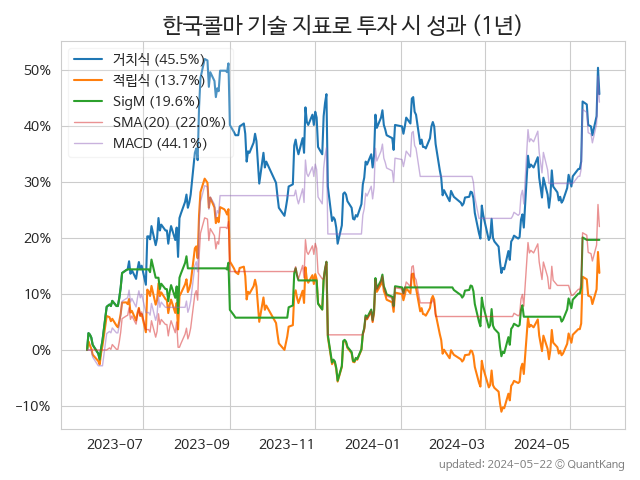 한국콜마 기술 지표로 투자 시 성과 (1년)
거치식 (45.5%)
적립식 (13.7%)
SigM (19.6%)
SMA(20) (22.0%)
MACD (44.1%)
50%
40%
30%
20%
10%
0%
−10%
2023-07 2023-09 2023-11 2024-01 2024-03 2024-05
updated: 2024-05-22 © QuantKang